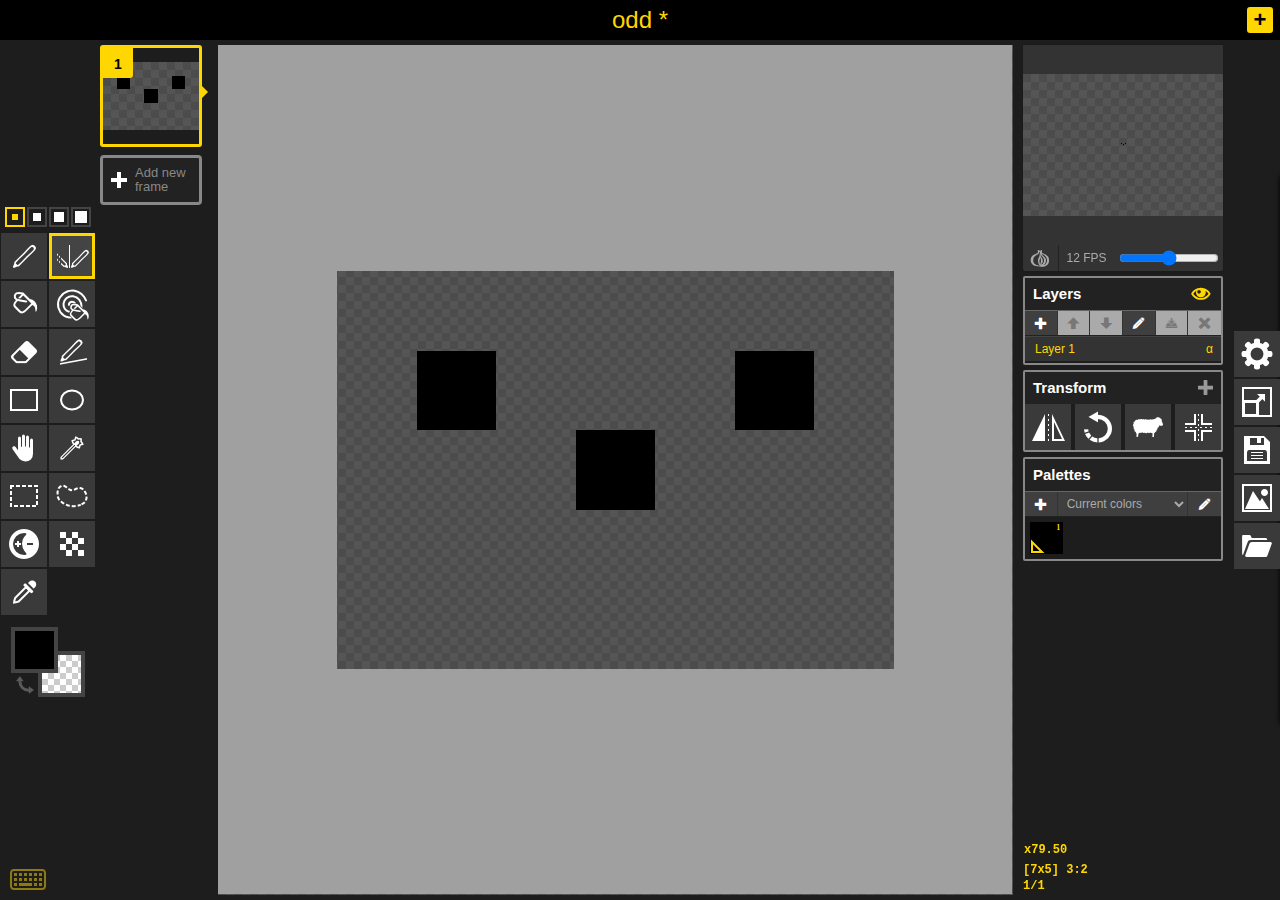 odd *
1
Add new
frame
12 FPS
Layers
Layer 1
α
Transform
Palettes
Current colors
1
x79.50
[7x5] 3:2
1/1